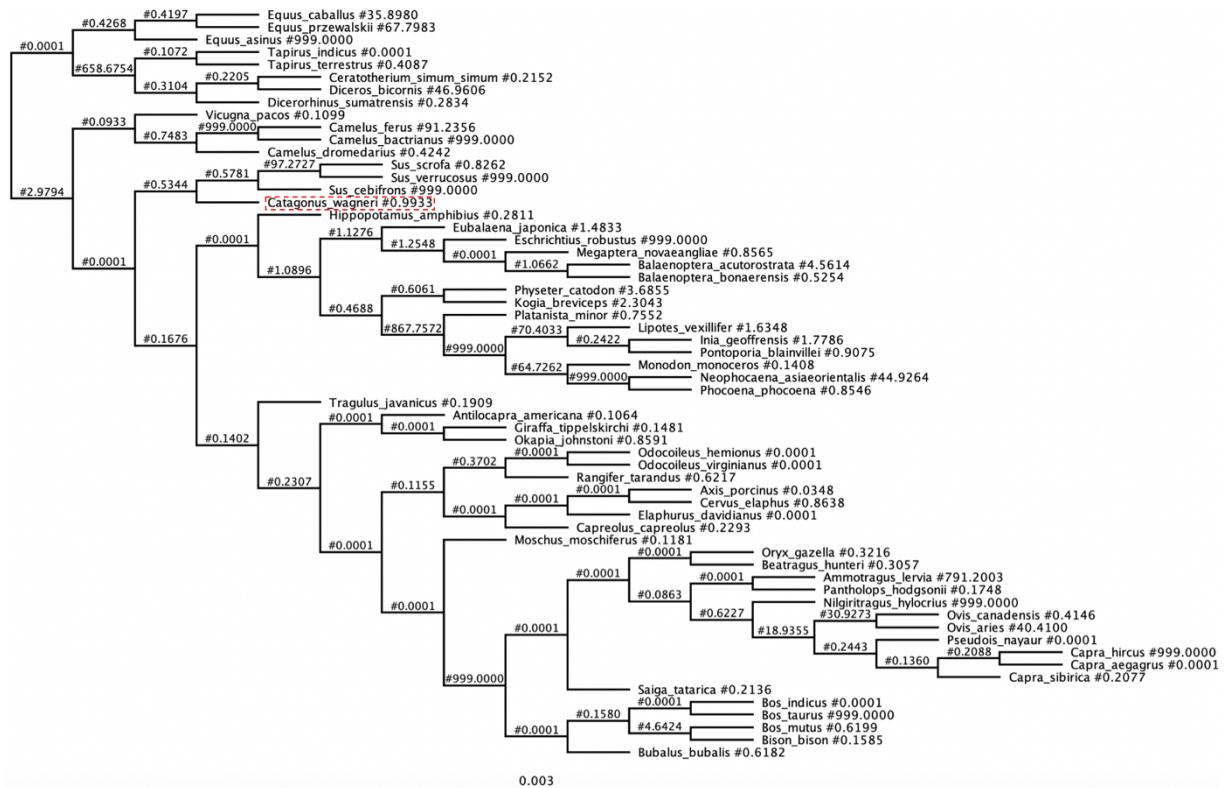 Equus_caballus #35.8980
#0.4197
Equus_przewalskii #67.7983
#0.4268
Equus_asinus #999.0000
#0.0001
Tapirus_indicus #0.0001
#0.1072
Tapirus_terrestrus #0.4087
#658.6754
Ceratotherium_simum_simum #0.2152
#0.2205
Diceros_bicornis #46.9606
#0.3104
Dicerorhinus_sumatrensis #0.2834
Vicugna_pacos #0.1099
#0.0933
Camelus_ferus #91.2356
#999.0000
Camelus_bactrianus #999.0000
#0.7483
Camelus_dromedarius #0.4242
#2.9794
Sus_scrofa #0.8262
#97.2727
Sus_verrucosus #999.0000
#0.5781
Sus_cebifrons #999.0000
#0.5344
Catagonus_wagneri #0.9933
#0.0001
Hippopotamus_amphibius #0.2811
#0.0001
Eubalaena_japonica #1.4833
#1.1276
Eschrichtius_robustus #999.0000
#1.2548
Megaptera_novaeangliae #0.8565
#0.0001
Balaenoptera_acutorostrata #4.5614
#1.0662
Balaenoptera_bonaerensis #0.5254
#1.0896
Physeter_catodon #3.6855
#0.6061
Kogia_breviceps #2.3043
#0.4688
Platanista_minor #0.7552
#867.7572
Lipotes_vexillifer #1.6348
#70.4033
Inia_geoffrensis #1.7786
#0.2422
Pontoporia_blainvillei #0.9075
#999.0000
Monodon_monoceros #0.1408
#64.7262
Neophocaena_asiaeorientalis #44.9264
#999.0000
Phocoena_phocoena #0.8546
#0.1676
Tragulus_javanicus #0.1909
#0.1402
Antilocapra_americana #0.1064
#0.0001
Giraffa_tippelskirchi #0.1481
#0.0001
Okapia_johnstoni #0.8591
#0.2307
Odocoileus_hemionus #0.0001
#0.0001
Odocoileus_virginianus #0.0001
#0.3702
Rangifer_tarandus #0.6217
#0.1155
Axis_porcinus #0.0348
#0.0001
Cervus_elaphus #0.8638
#0.0001
Elaphurus_davidianus #0.0001
#0.0001
Capreolus_capreolus #0.2293
#0.0001
Moschus_moschiferus #0.1181
#0.0001
Oryx_gazella #0.3216
#0.0001
Beatragus_hunteri #0.3057
#0.0001
Ammotragus_lervia #791.2003
#0.0001
Pantholops_hodgsonii #0.1748
#0.0863
Nilgiritragus_hylocrius #999.0000
#0.6227
Ovis_canadensis #0.4146
#30.9273
Ovis_aries #40.4100
#18.9355
Pseudois_nayaur #0.0001
#0.2443
Capra_hircus #999.0000
#0.2088
Capra_aegagrus #0.0001
#0.1360
Capra_sibirica #0.2077
#0.0001
#999.0000
Saiga_tatarica #0.2136
Bos_indicus #0.0001
#0.0001
Bos_taurus #999.0000
#0.1580
Bos_mutus #0.6199
#4.6424
Bison_bison #0.1585
#0.0001
Bubalus_bubalis #0.6182
0.003